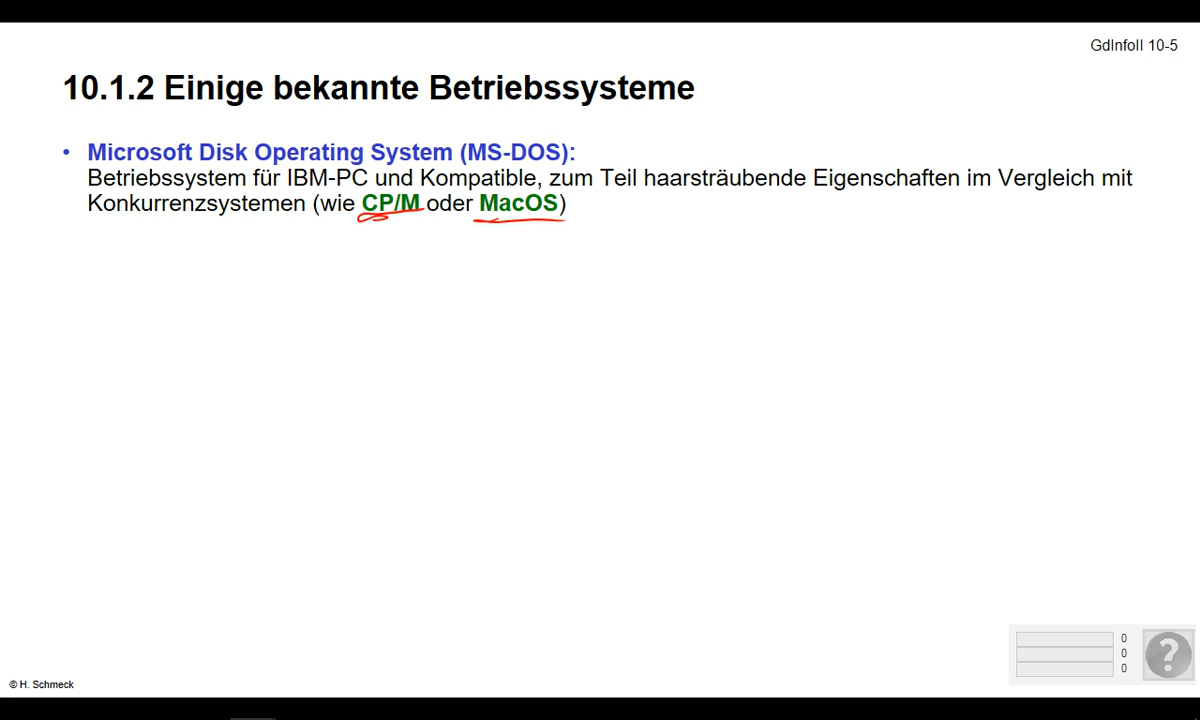 GdInfoII 10-5
10.1.2 Einige bekannte Betriebssysteme
• Microsoft Disk Operating System (MS-DOS):
Betriebssystem für IBM-PC und Kompatible, zum Teil haarsträubende Eigenschaften im Vergleich mit
Konkurrenzsystemen (wie CP/M oder MacOS)
0
0
0
?
© H. Schmeck